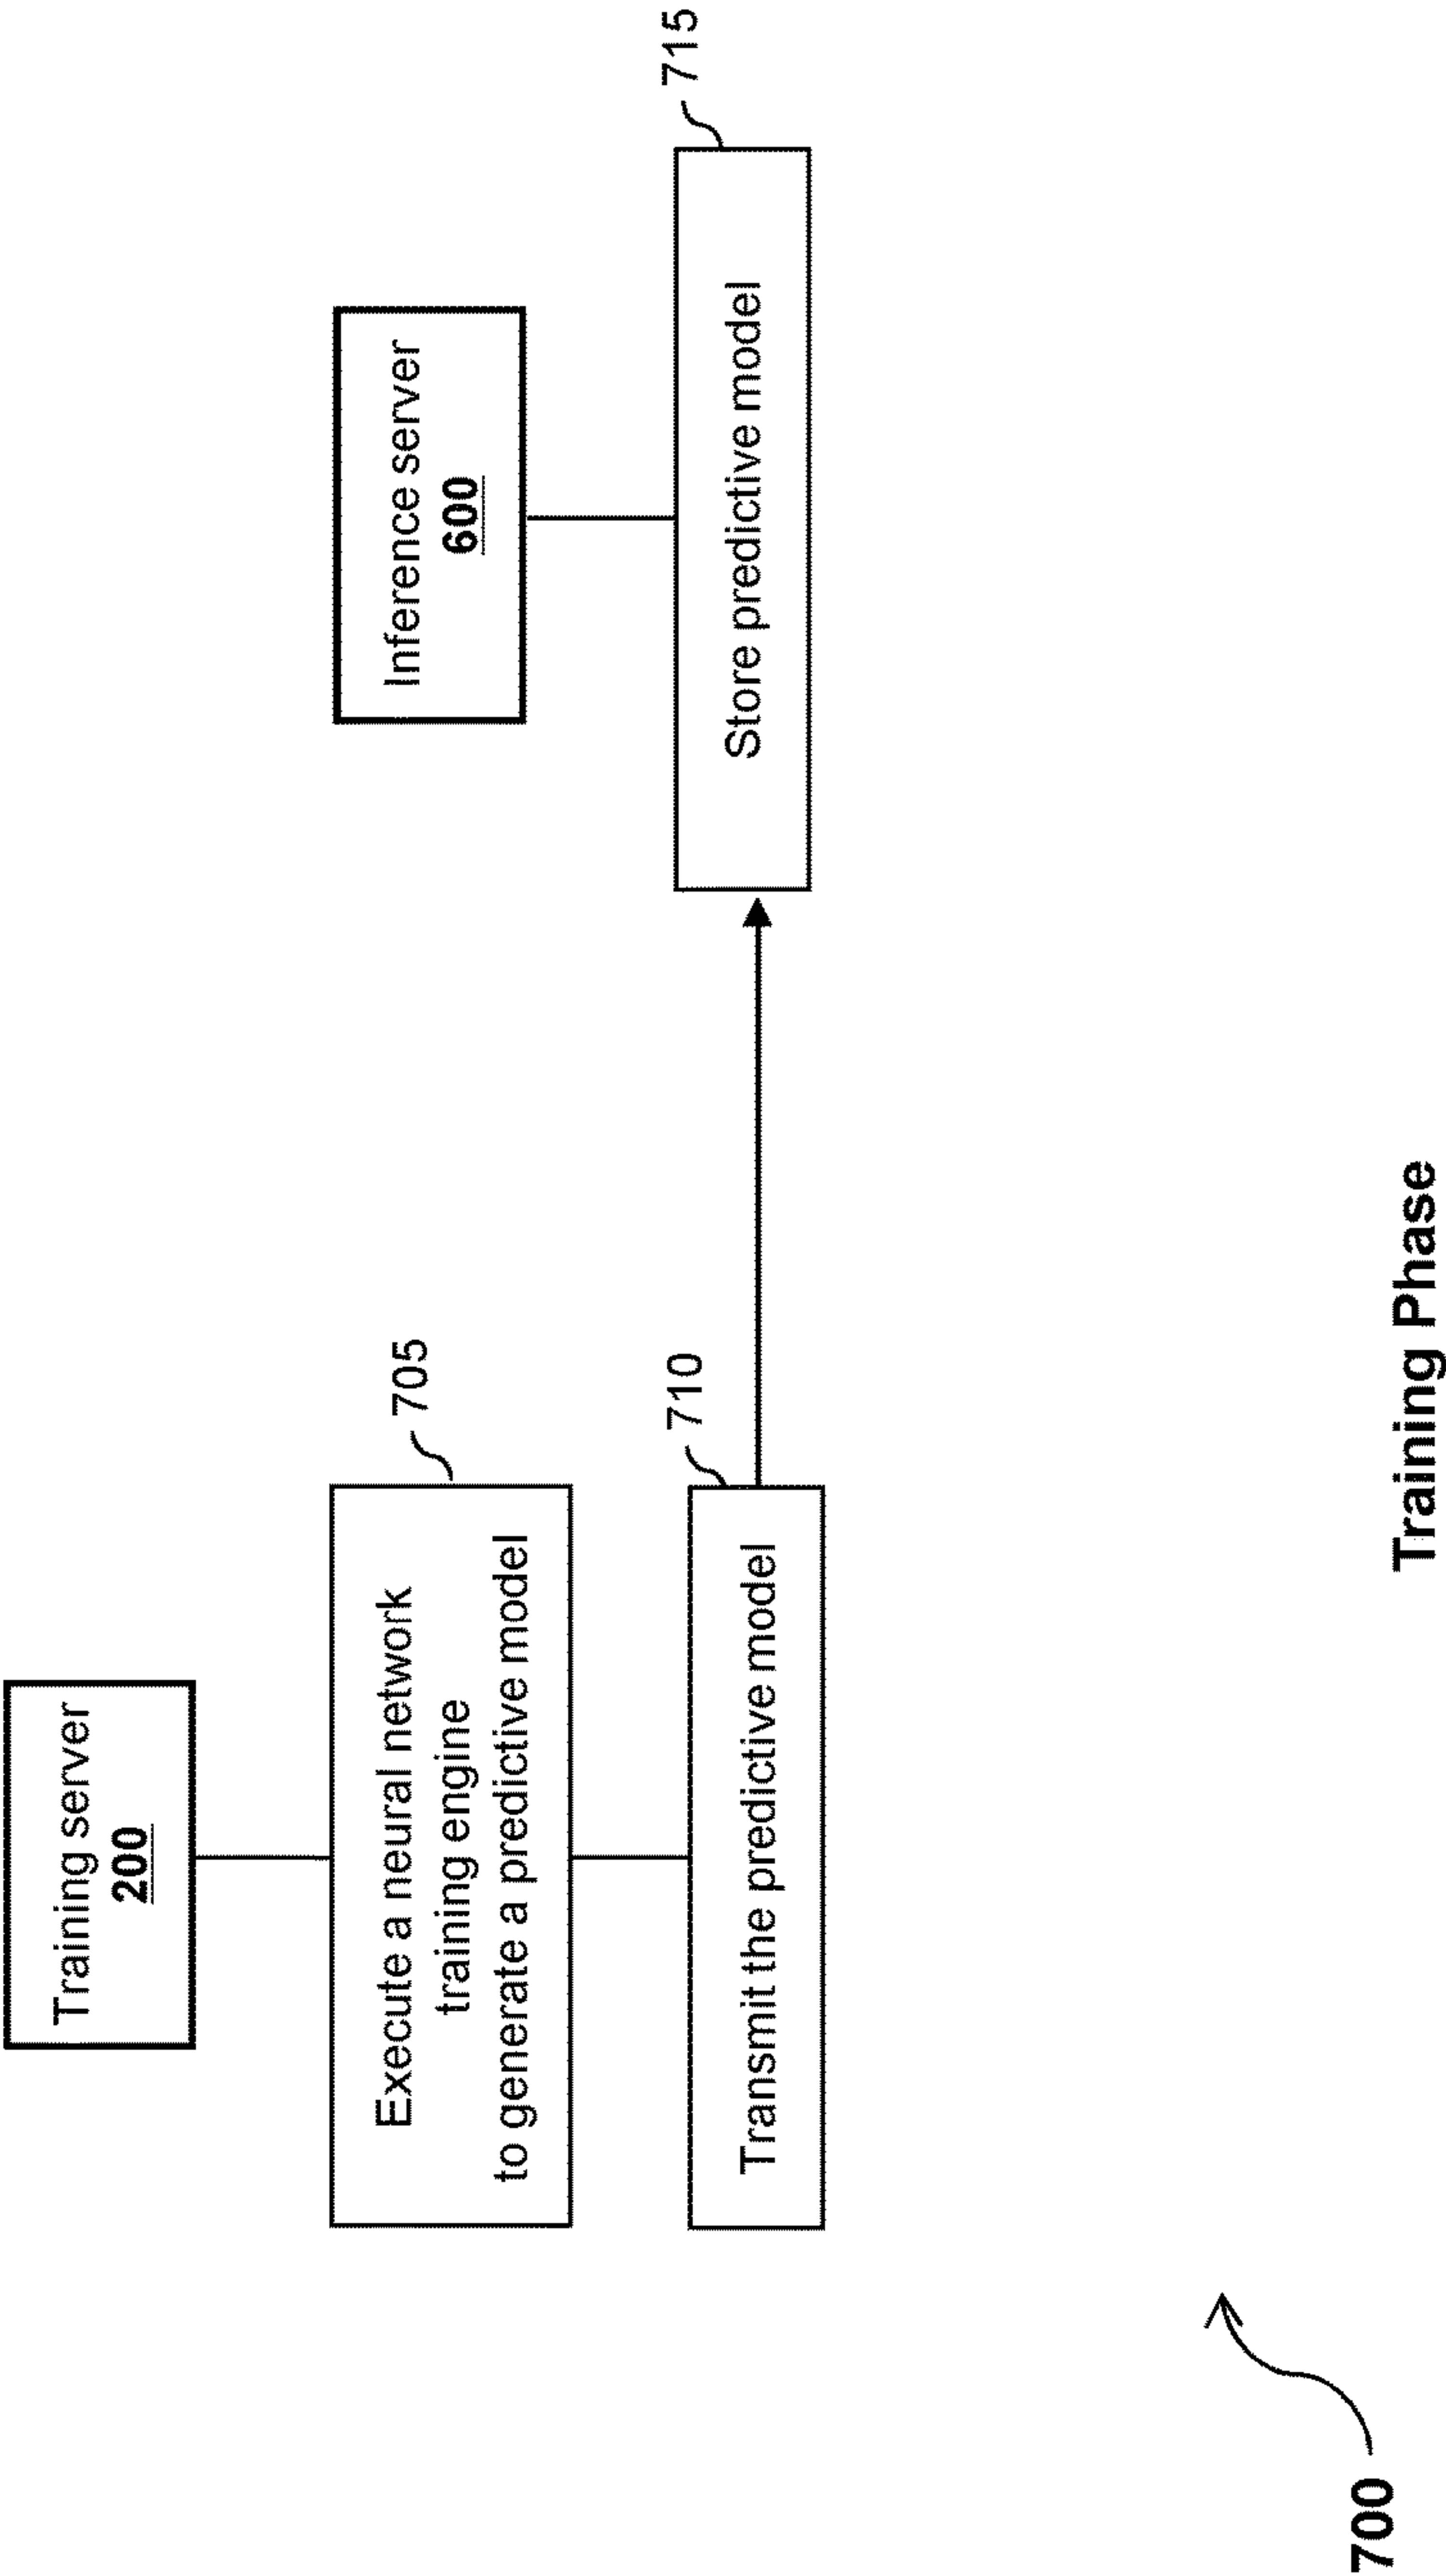 Training server
200
Inference server
600
Execute a neural network
training engine
to generate a predictive model
705
Transmit the predictive model
710
Store predictive model
715
700
Training Phase